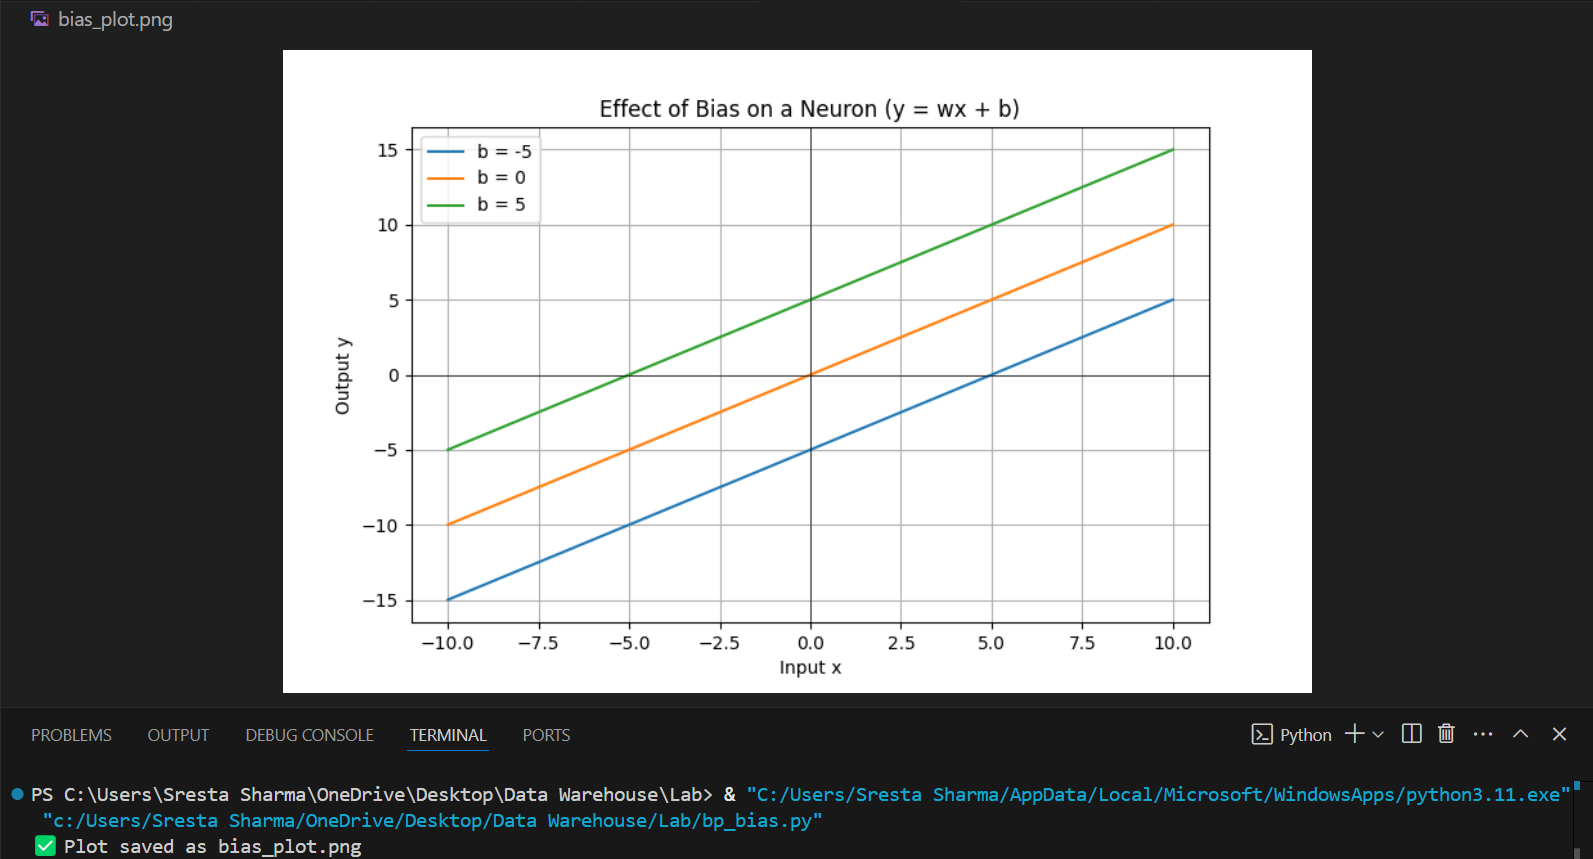 bias_plot.png
Effect of Bias on a Neuron (y = wx + b)
b = -5
b = 0
b = 5
15
10
5
0
−5
−10
−15
Output y
−10.0 −7.5 −5.0 −2.5 0.0 2.5 5.0 7.5 10.0
Input x
PROBLEMS OUTPUT DEBUG CONSOLE TERMINAL PORTS Python
PS C:\Users\Sresta Sharma\OneDrive\Desktop\Data Warehouse\Lab> & "C:/Users/Sresta Sharma/AppData/Local/Microsoft/WindowsApps/python3.11.exe"
"c:/Users/Sresta Sharma/OneDrive/Desktop/Data Warehouse/Lab/bp_bias.py"
✅ Plot saved as bias_plot.png